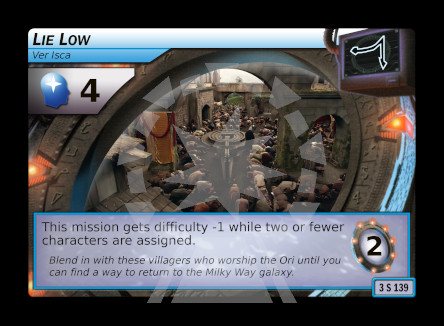 LIE LOW
Ver Isca
4
This mission gets difficulty -1 while two or fewer
characters are assigned.
Blend in with these villagers who worship the Ori until you
can find a way to return to the Milky Way galaxy.
2
3 S 139